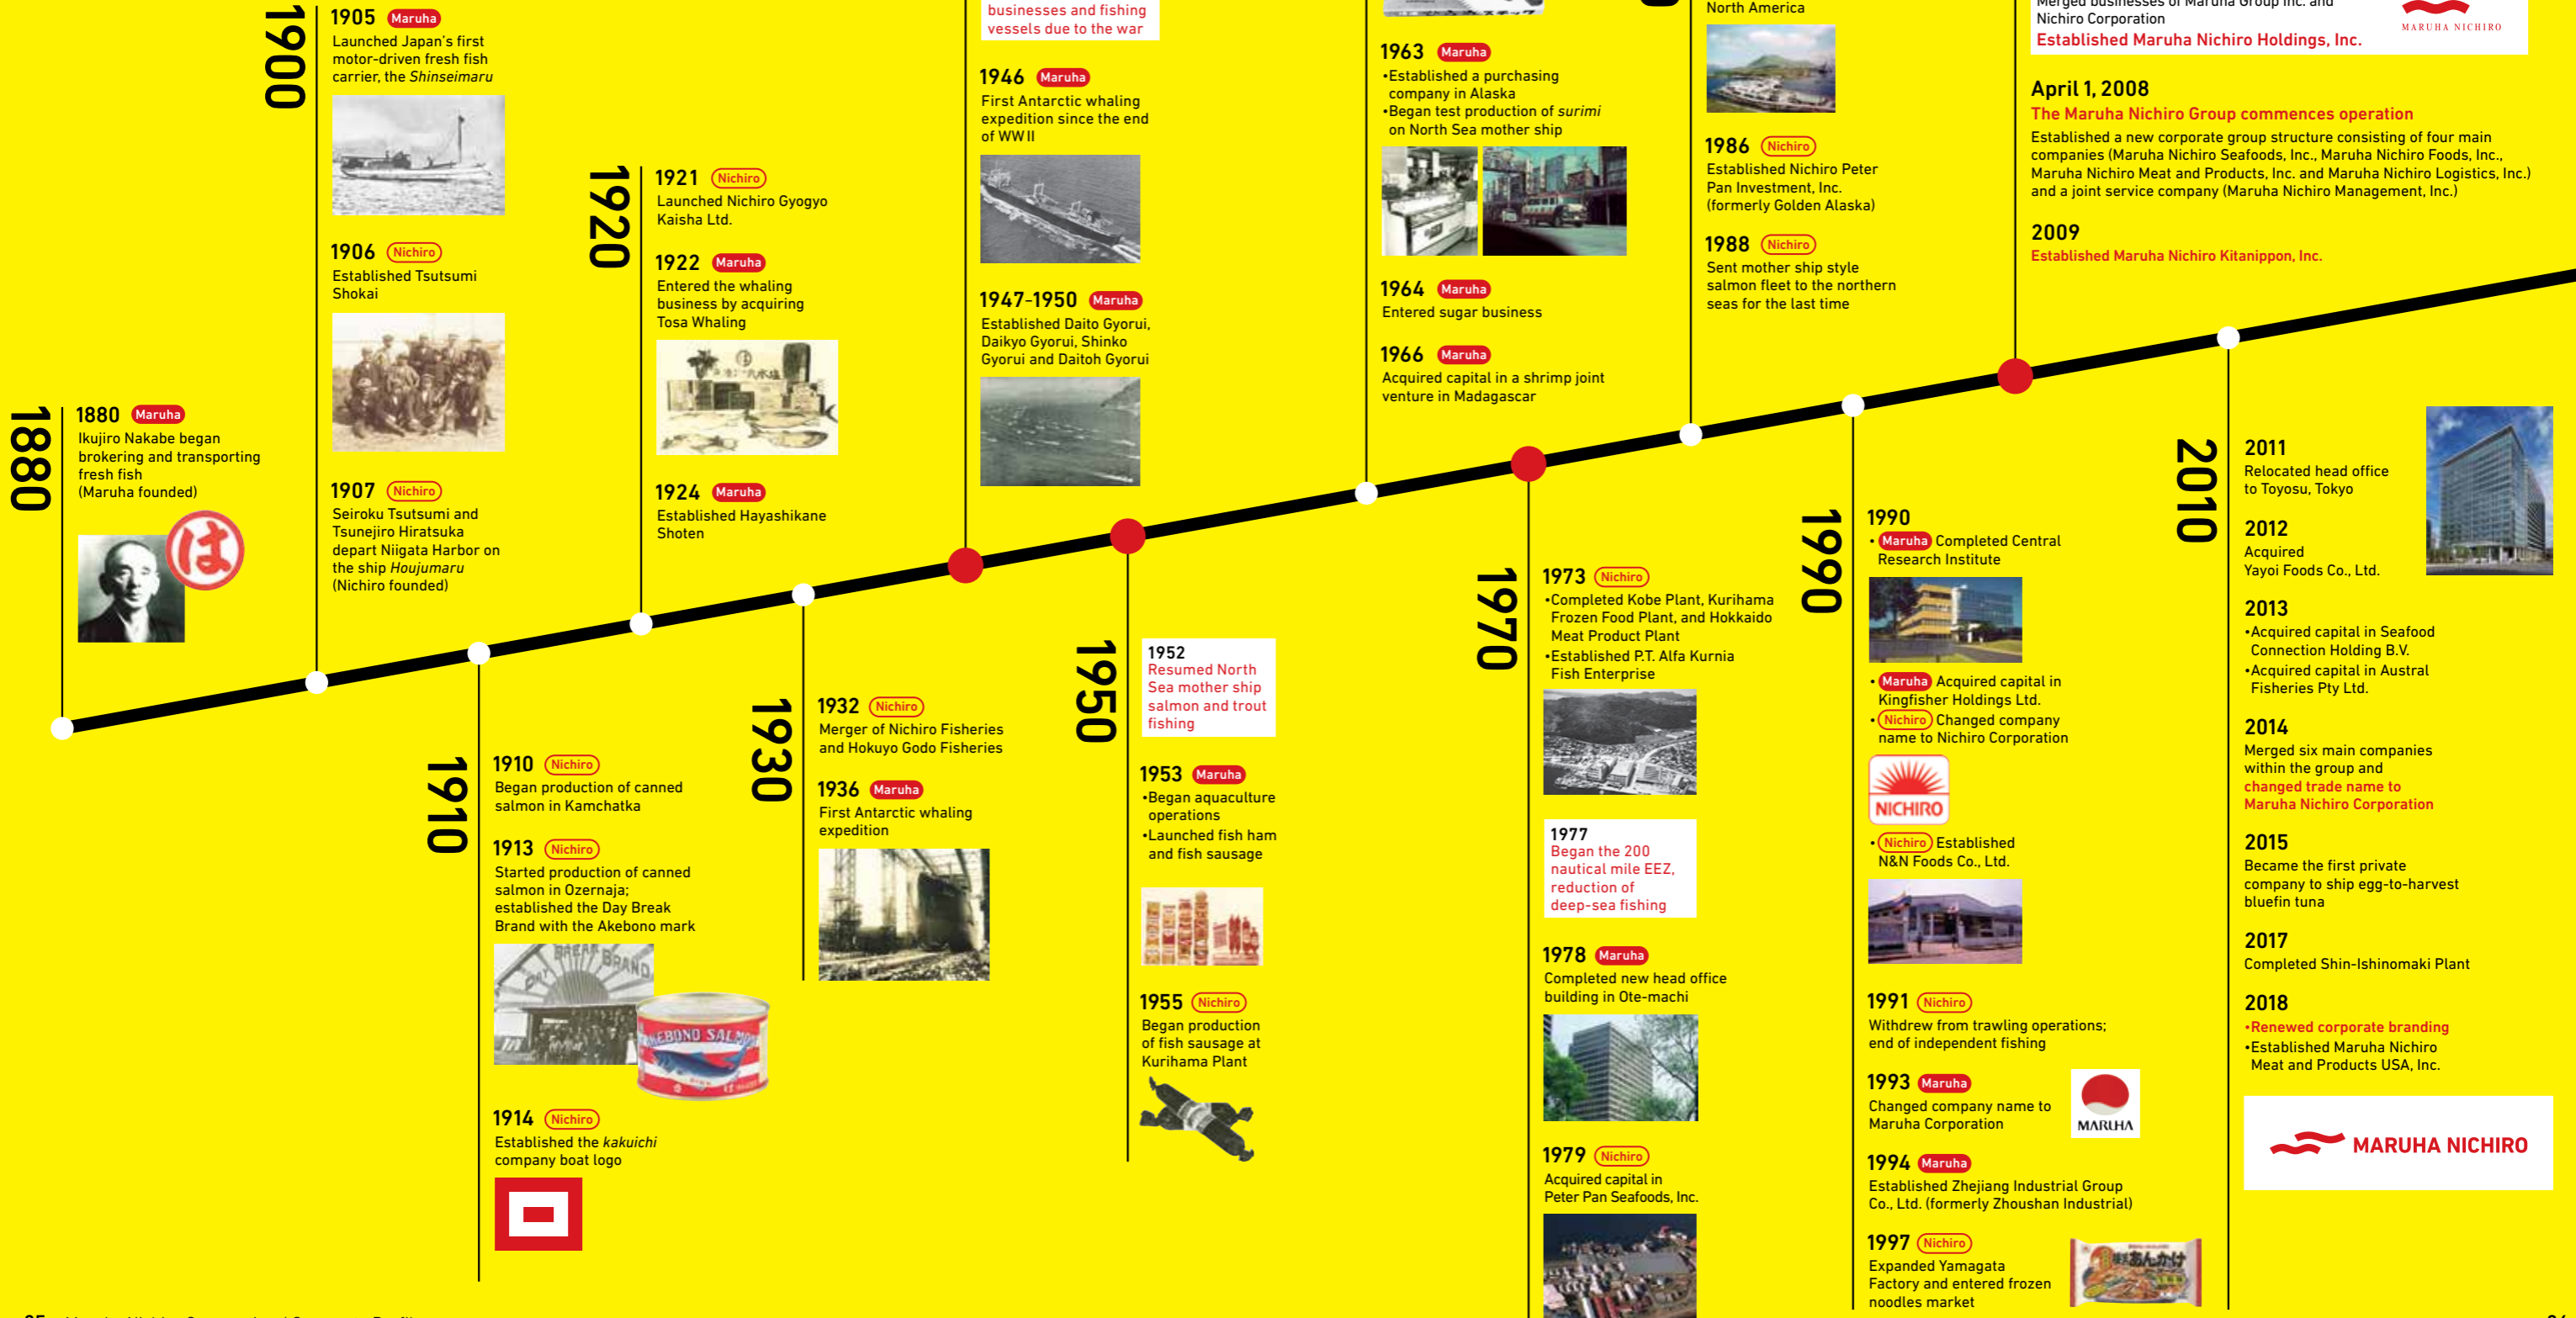 1880
1880 Maruha
Ikujiro Nakabe began
brokering and transporting
fresh fish
(Maruha founded)
は
1900
1905 Maruha
Launched Japan's first
motor-driven fresh fish
carrier, the Shinseimaru
1906 Nichiro
Established Tsutsumi
Shokai
1907 Nichiro
Seiroku Tsutsumi and
Tsunejiro Hiratsuka
depart Niigata Harbor on
the ship Houjumaru
(Nichiro founded)
1910
1910 Nichiro
Began production of canned
salmon in Kamchatka
1913 Nichiro
Started production of canned
salmon in Ozernaja;
established the Day Break
Brand with the Akebono mark
DAY BREAK BRAND
AKEBONO SALMON
1914 Nichiro
Established the kakuichi
company boat logo
1920
1921 Nichiro
Launched Nichiro Gyogyo
Kaisha Ltd.
1922 Maruha
Entered the whaling
business by acquiring
Tosa Whaling
1924 Maruha
Established Hayashikane
Shoten
1930
1932 Nichiro
Merger of Nichiro Fisheries
and Hokuyo Godo Fisheries
1936 Maruha
First Antarctic whaling
expedition
businesses and fishing
vessels due to the war
1946 Maruha
First Antarctic whaling
expedition since the end
of WWII
1947-1950 Maruha
Established Daito Gyorui,
Daikyo Gyorui, Shinko
Gyorui and Daitoh Gyorui
1950
1952
Resumed North
Sea mother ship
salmon and trout
fishing
1953 Maruha
•Began aquaculture
operations
•Launched fish ham
and fish sausage
1955 Nichiro
Began production
of fish sausage at
Kurihama Plant
1963 Maruha
•Established a purchasing
company in Alaska
•Began test production of surimi
on North Sea mother ship
1964 Maruha
Entered sugar business
1966 Maruha
Acquired capital in a shrimp joint
venture in Madagascar
1970
1973 Nichiro
•Completed Kobe Plant, Kurihama
Frozen Food Plant, and Hokkaido
Meat Product Plant
•Established P.T. Alfa Kurnia
Fish Enterprise
1977
Began the 200
nautical mile EEZ,
reduction of
deep-sea fishing
1978 Maruha
Completed new head office
building in Ote-machi
1979 Nichiro
Acquired capital in
Peter Pan Seafoods, Inc.
North America
1986 Nichiro
Established Nichiro Peter
Pan Investment, Inc.
(formerly Golden Alaska)
1988 Nichiro
Sent mother ship style
salmon fleet to the northern
seas for the last time
1990
1990
• Maruha Completed Central
Research Institute
• Maruha Acquired capital in
Kingfisher Holdings Ltd.
• Nichiro Changed company
name to Nichiro Corporation
NICHIRO
• Nichiro Established
N&N Foods Co., Ltd.
1991 Nichiro
Withdrew from trawling operations;
end of independent fishing
1993 Maruha
Changed company name to
Maruha Corporation
MARUHA
1994 Maruha
Established Zhejiang Industrial Group
Co., Ltd. (formerly Zhoushan Industrial)
1997 Nichiro
Expanded Yamagata
Factory and entered frozen
noodles market
あんかけ
Merged businesses of Maruha Group Inc. and
Nichiro Corporation
Established Maruha Nichiro Holdings, Inc.
MARUHA NICHIRO
April 1, 2008
The Maruha Nichiro Group commences operation
Established a new corporate group structure consisting of four main
companies (Maruha Nichiro Seafoods, Inc., Maruha Nichiro Foods, Inc.,
Maruha Nichiro Meat and Products, Inc. and Maruha Nichiro Logistics, Inc.)
and a joint service company (Maruha Nichiro Management, Inc.)
2009
Established Maruha Nichiro Kitanippon, Inc.
2010
2011
Relocated head office
to Toyosu, Tokyo
2012
Acquired
Yayoi Foods Co., Ltd.
2013
•Acquired capital in Seafood
Connection Holding B.V.
•Acquired capital in Austral
Fisheries Pty Ltd.
2014
Merged six main companies
within the group and
changed trade name to
Maruha Nichiro Corporation
2015
Became the first private
company to ship egg-to-harvest
bluefin tuna
2017
Completed Shin-Ishinomaki Plant
2018
•Renewed corporate branding
•Established Maruha Nichiro
Meat and Products USA, Inc.
MARUHA NICHIRO